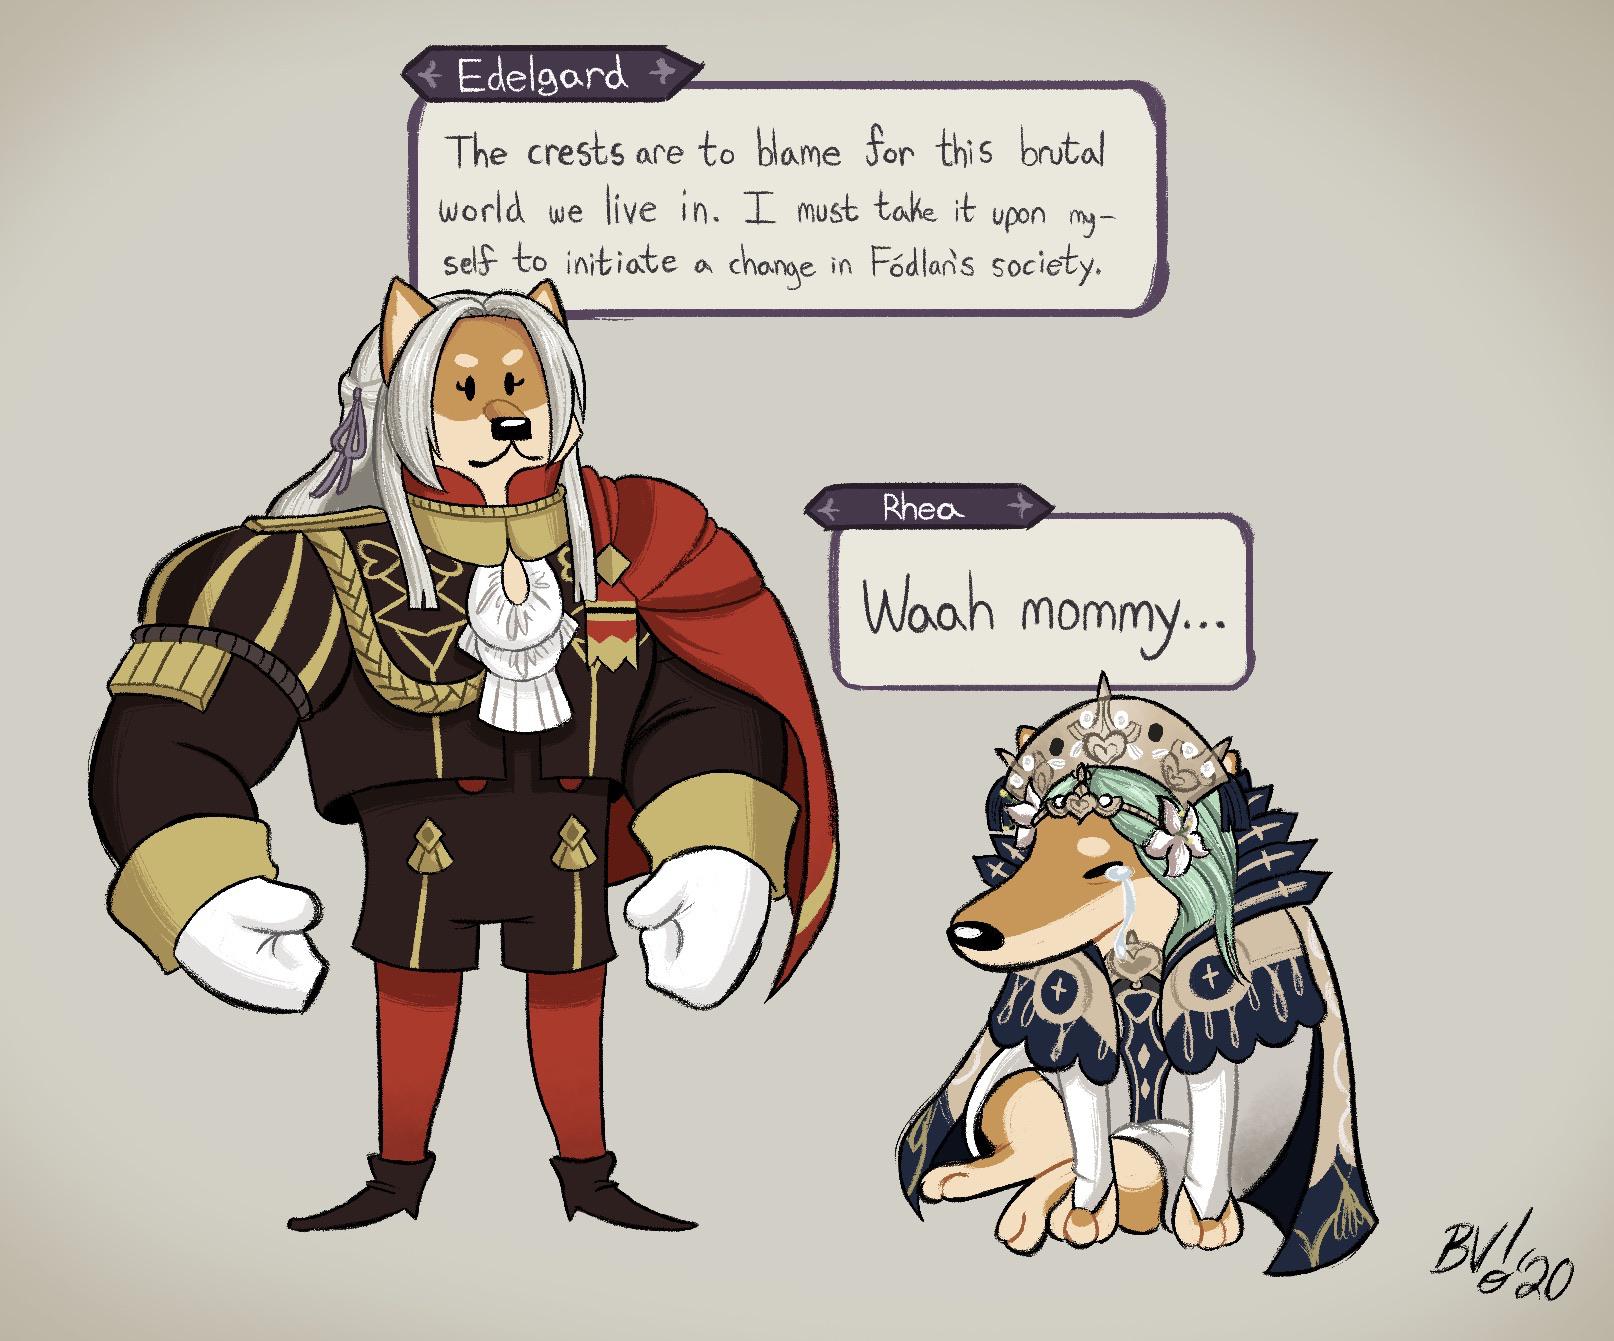 Edelgard
The crests are to blame for this brutal
world we live in. I must take it upon my-
self to initiate a change in Fódlan's society.
Rhea
Waah mommy...
BV! '20